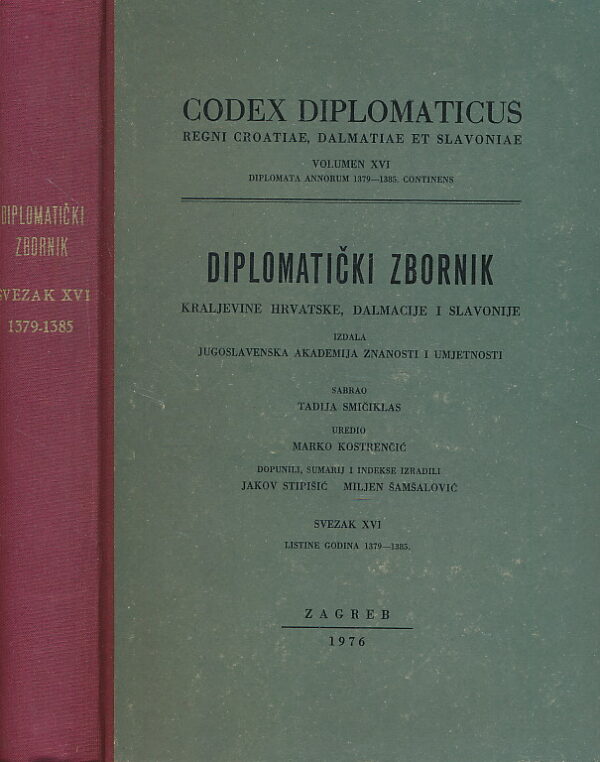 DIPLOMATIČKI
ZBORNIK
SVEZAK XVI
1379-1385
CODEX DIPLOMATICUS
REGNI CROATIAE, DALMATIAE ET SLAVONIAE
VOLUMEN XVI
DIPLOMATA ANNORUM 1379—1385. CONTINENS
DIPLOMATIČKI ZBORNIK
KRALJEVINE HRVATSKE, DALMACIJE I SLAVONIJE
IZDALA
JUGOSLAVENSKA AKADEMIJA ZNANOSTI I UMJETNOSTI
SABRAO
TADIJA SMIČIKLAS
UREDIO
MARKO KOSTRENČIĆ
DOPUNILI, SUMARIJ I INDEKSE IZRADILI
JAKOV STIPIŠIĆ MILJEN ŠAMŠALOVIĆ
SVEZAK XVI
LISTINE GODINA 1379—1385.
ZAGREB
1976